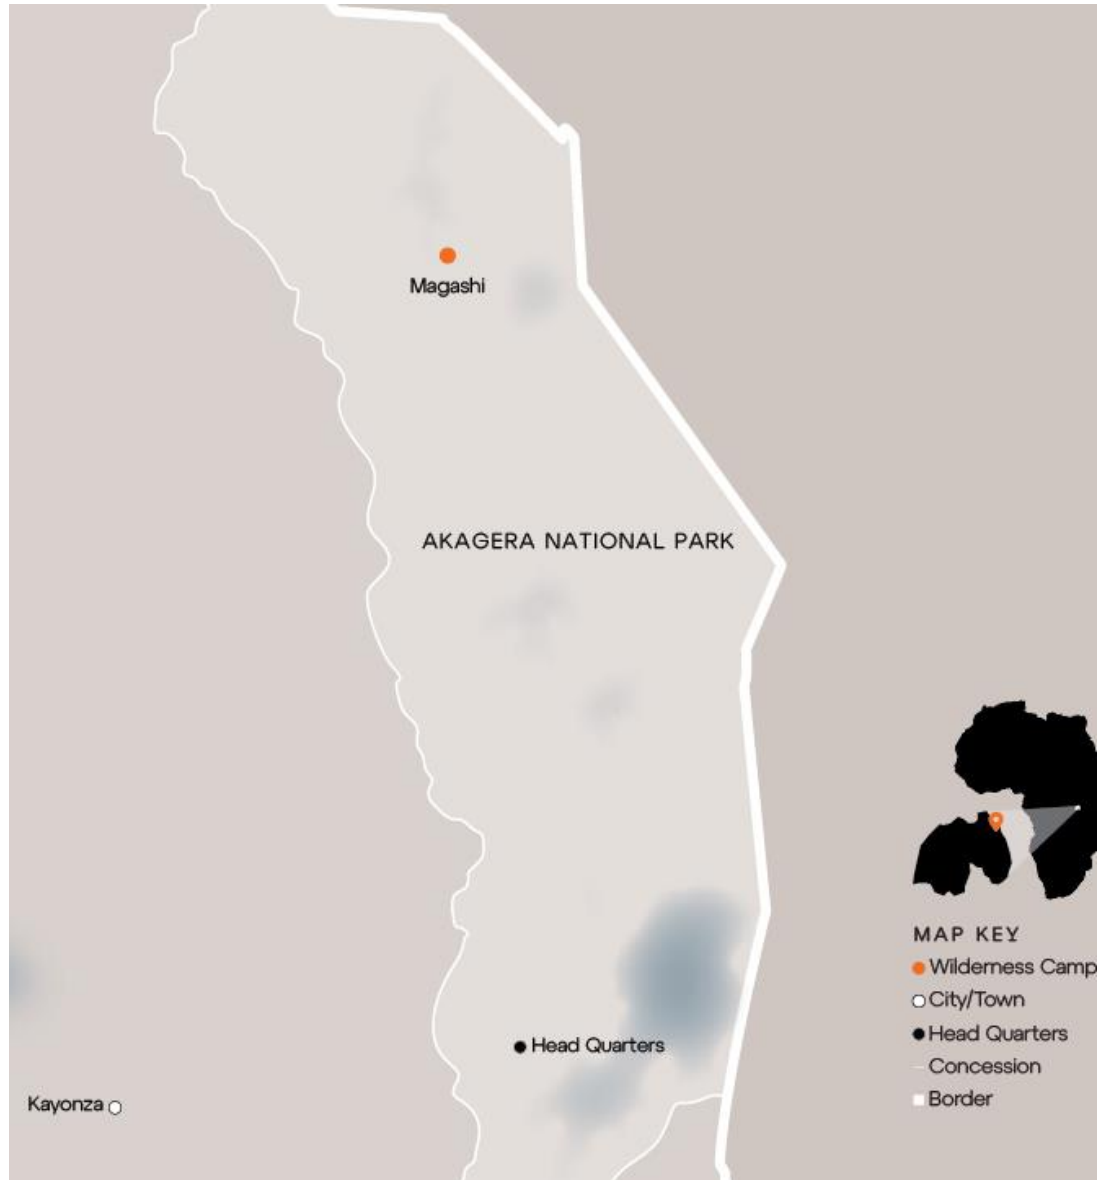 Magashi
AKAGERA NATIONAL PARK
Head Quarters
Kayonza
MAP KEY
Wilderness Camp
City/Town
Head Quarters
Concession
Border